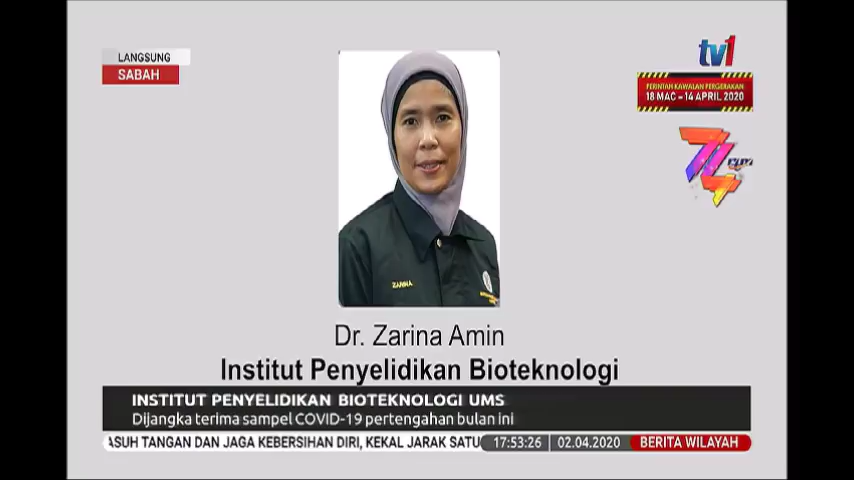 LANGSUNG
SABAH
tv1
PERINTAH KAWALAN PERGERAKAN
18 MAC - 14 APRIL 2020
74
ZARINA
Dr. Zarina Amin
Institut Penyelidikan Bioteknologi
INSTITUT PENYELIDIKAN BIOTEKNOLOGI UMS
Dijangka terima sampel COVID-19 pertengahan bulan ini
ASUH TANGAN DAN JAGA KEBERSIHAN DIRI, KEKAL JARAK SATU
17:53:26
02.04.2020
BERITA WILAYAH